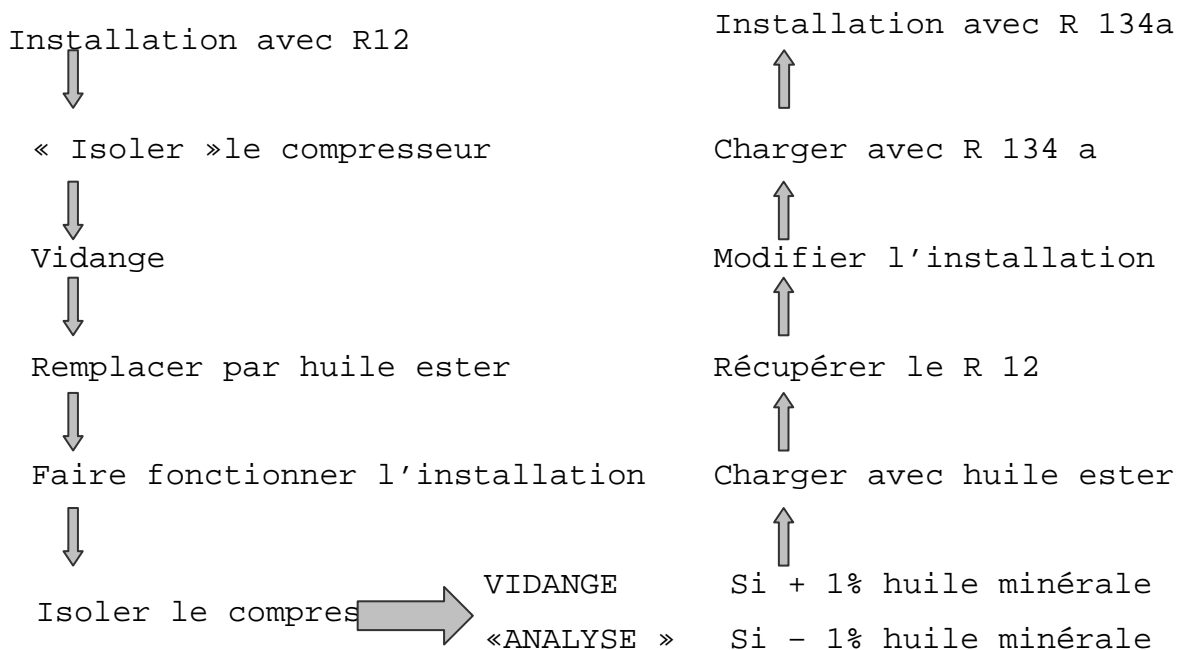 Installation avec R12
« Isoler »le compresseur
Vidange
Remplacer par huile ester
Faire fonctionner l'installation
Isoler le compres
VIDANGE
«ANALYSE »
Si + 1% huile minérale
Si – 1% huile minérale
Charger avec huile ester
Récupérer le R 12
Modifier l'installation
Charger avec R 134 a
Installation avec R 134a